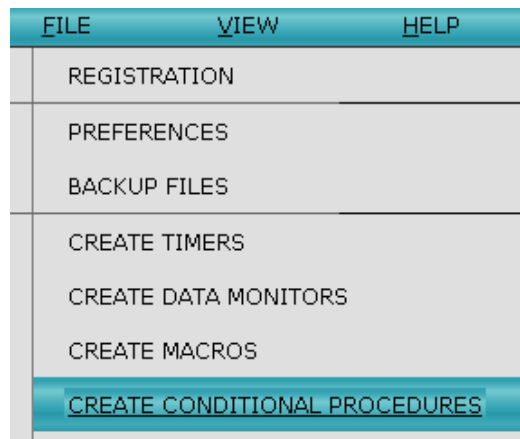 FILE VIEW HELP
REGISTRATION
PREFERENCES
BACKUP FILES
CREATE TIMERS
CREATE DATA MONITORS
CREATE MACROS
CREATE CONDITIONAL PROCEDURES